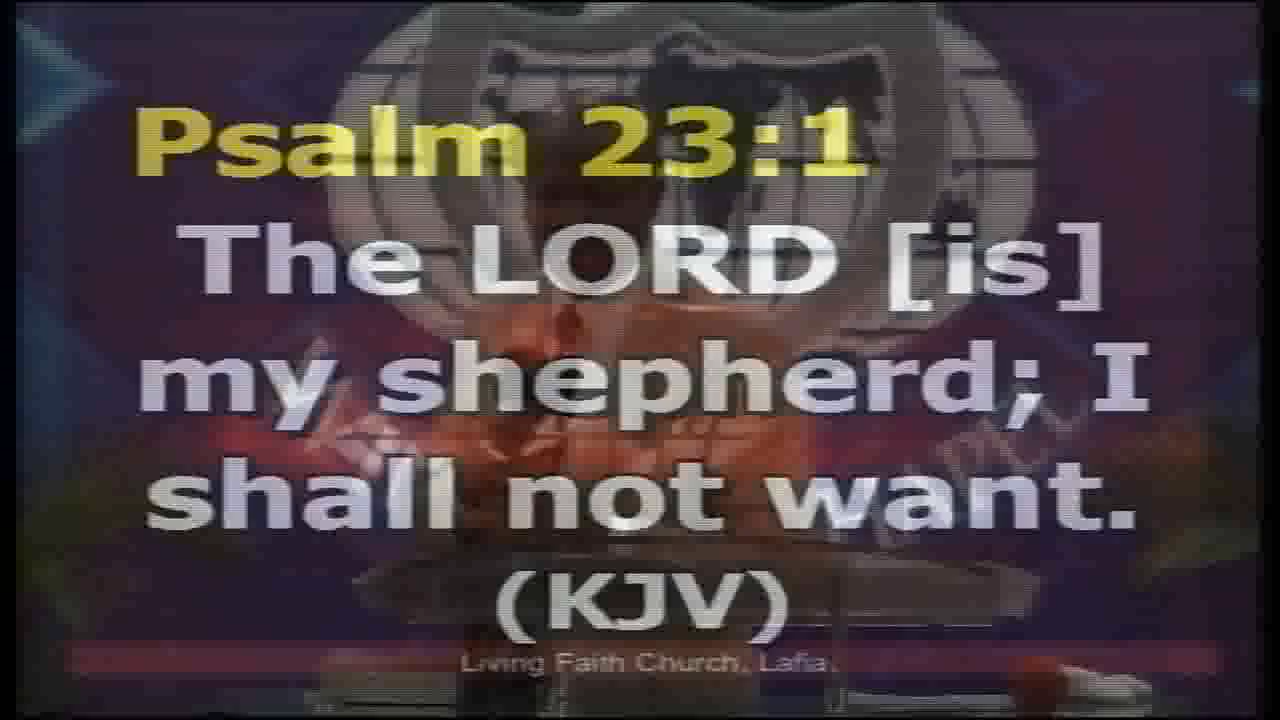 Psalm 23:1
The LORD [is]
my shepherd; I
shall not want.
(KJV)
Living Faith Church, Lafia.